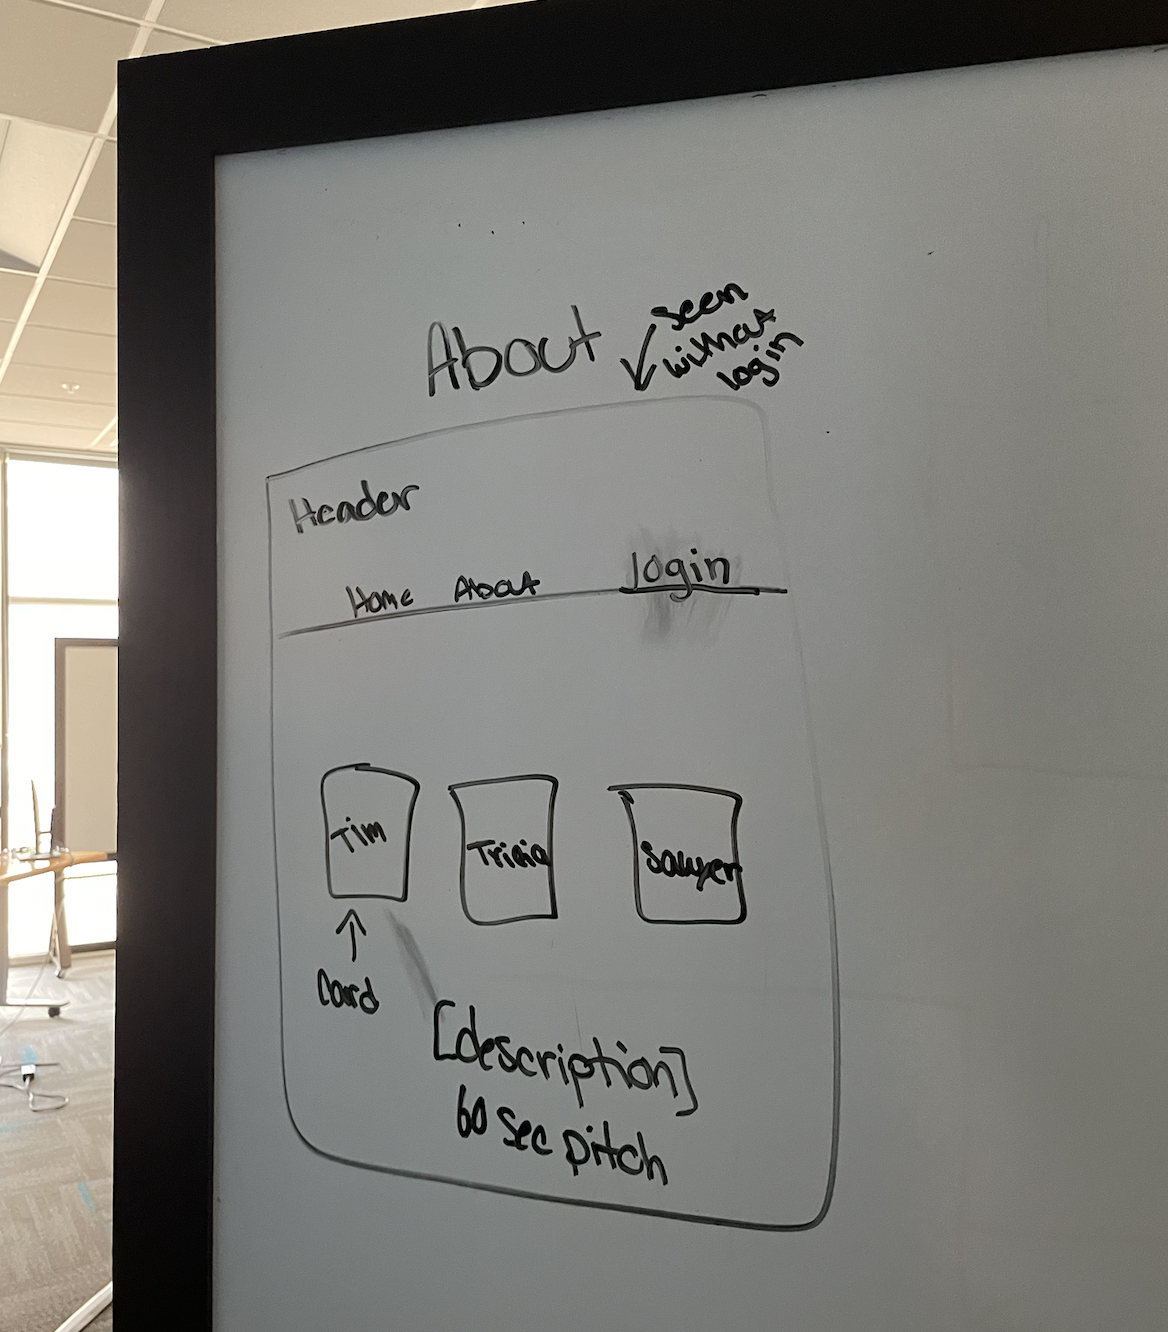 About
seen
without
login
Header
Home About login
Tim Tricia Sawyer
Card
[description]
60 sec pitch